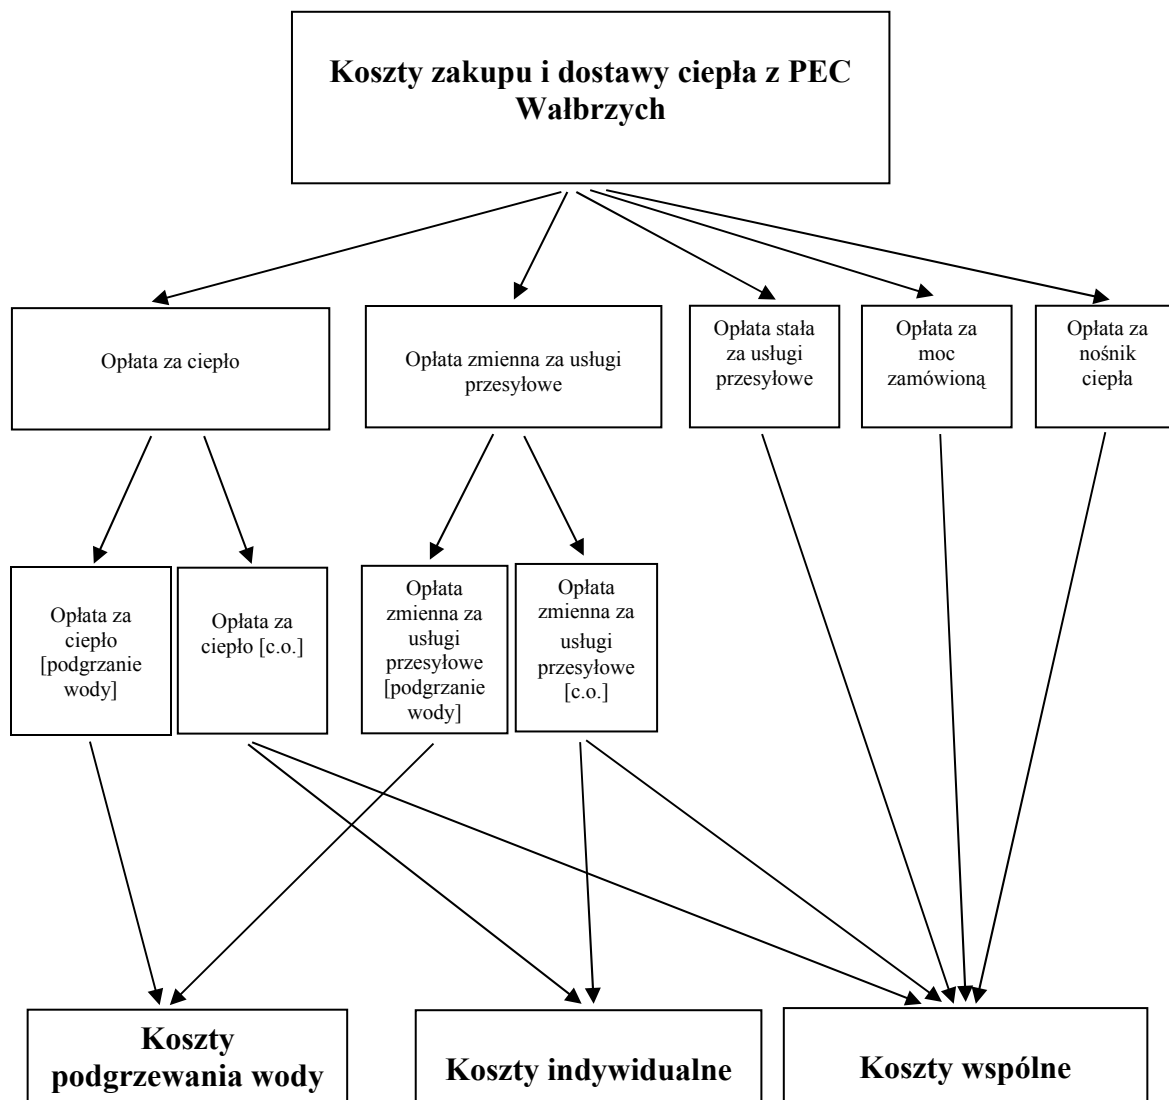 Koszty zakupu i dostawy ciepła z PEC
Wałbrzych
Opłata za ciepło
Opłata zmienna za usługi
przesyłowe
Opłata stała
za usługi
przesyłowe
Opłata za
moc
zamówioną
Opłata za
nośnik
ciepła
Opłata za
ciepło
[podgrzanie
wody]
Opłata za
ciepło [c.o.]
Opłata
zmienna za
usługi
przesyłowe
[podgrzanie
wody]
Opłata
zmienna za
usługi
przesyłowe
[c.o.]
Koszty
podgrzewania wody
Koszty indywidualne
Koszty wspólne